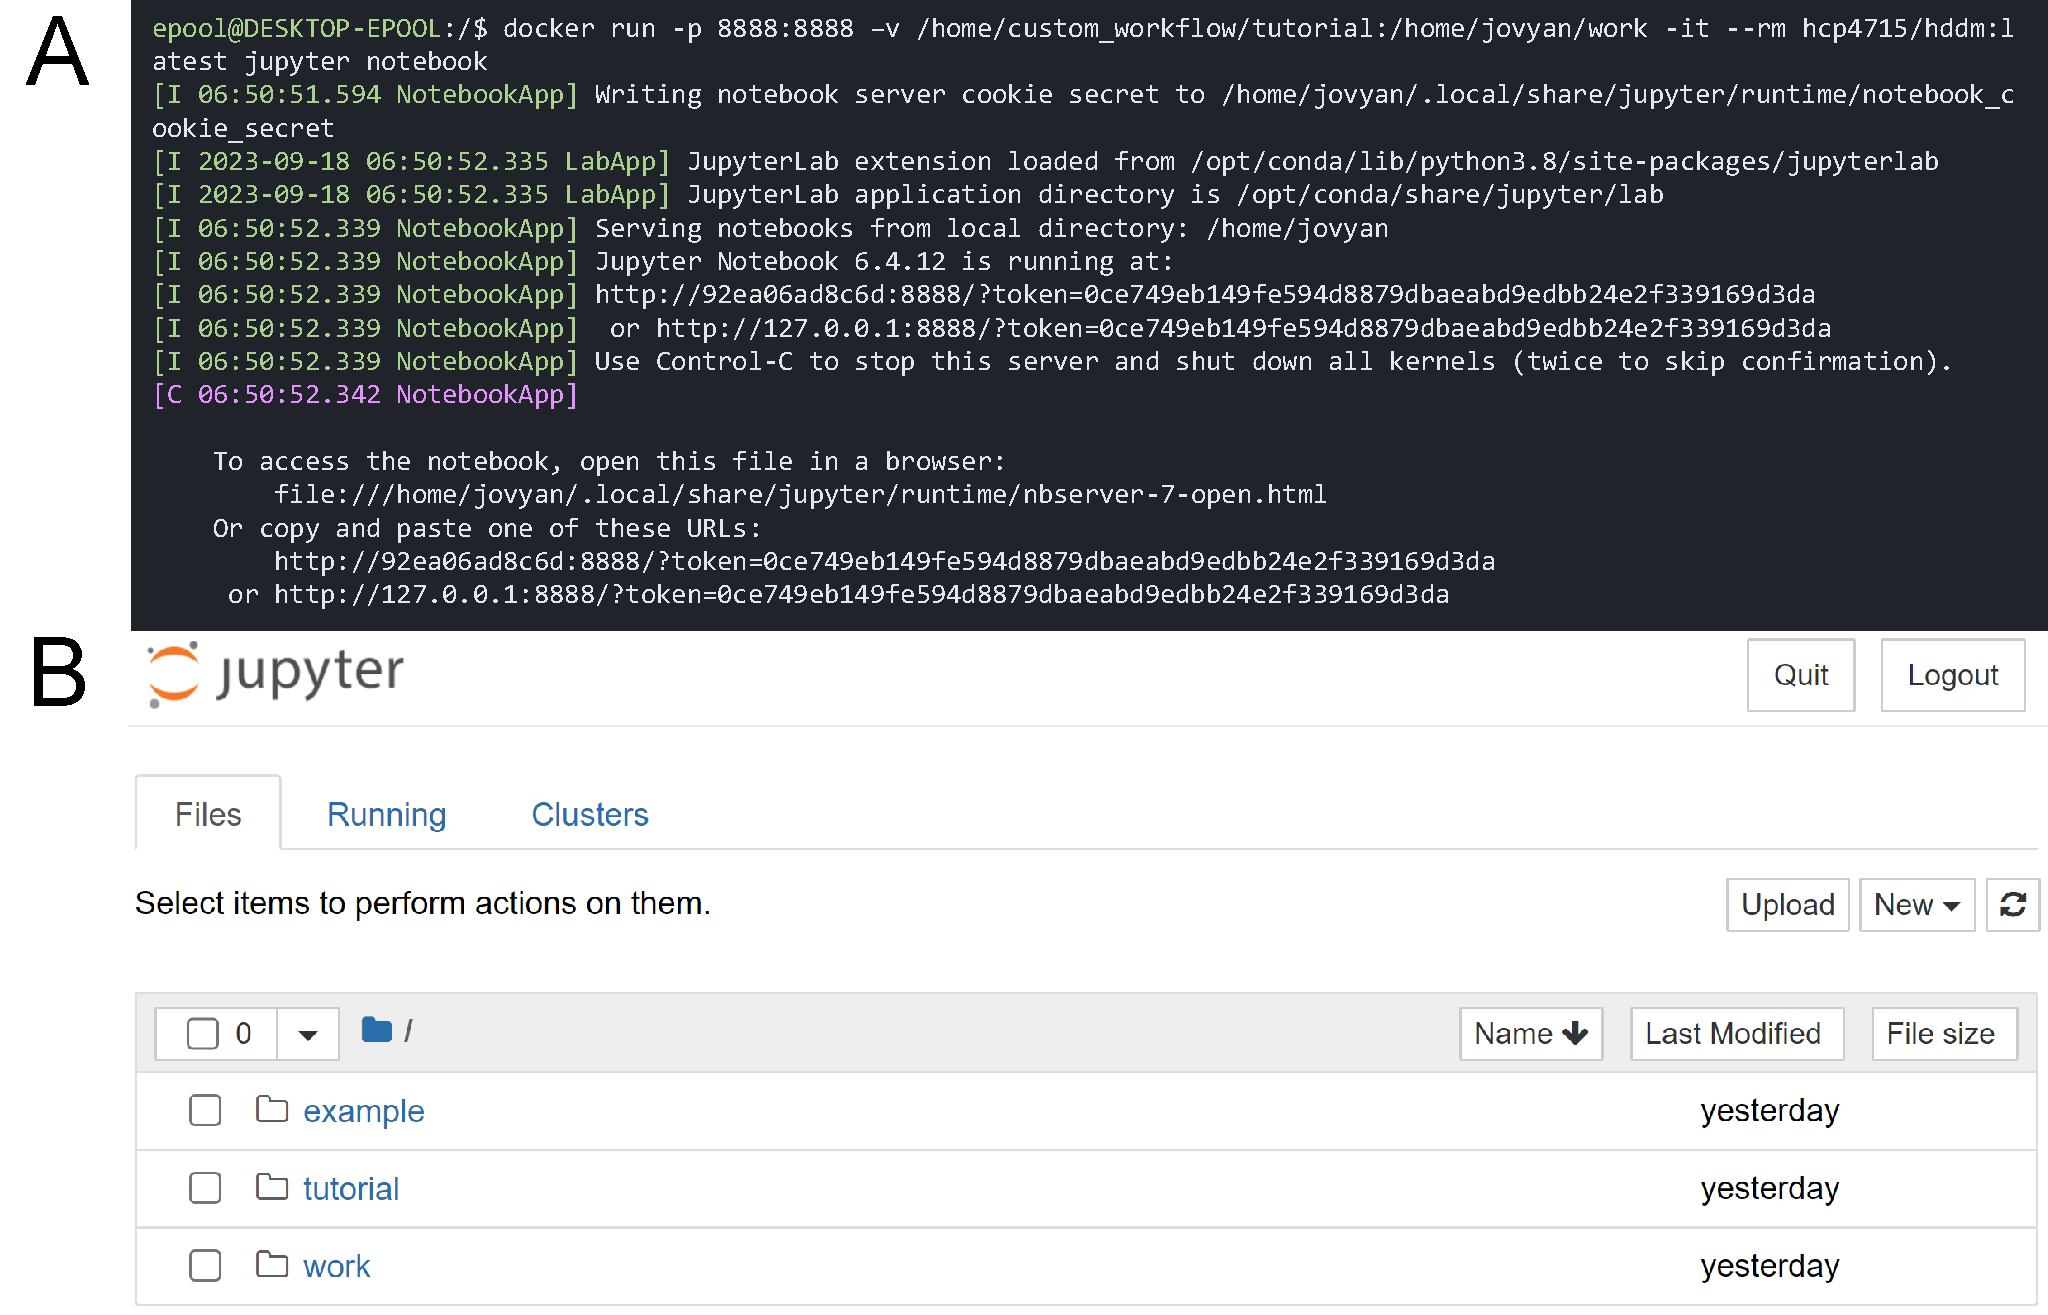 A
epool@DESKTOP-EPOOL:/$ docker run -p 8888:8888 –v /home/custom_workflow/tutorial:/home/jovyan/work -it --rm hcp4715/hddm:l
atest jupyter notebook
[I 06:50:51.594 NotebookApp] Writing notebook server cookie secret to /home/jovyan/.local/share/jupyter/runtime/notebook_c
ookie_secret
[I 2023-09-18 06:50:52.335 LabApp] JupyterLab extension loaded from /opt/conda/lib/python3.8/site-packages/jupyterlab
[I 2023-09-18 06:50:52.335 LabApp] JupyterLab application directory is /opt/conda/share/jupyter/lab
[I 06:50:52.339 NotebookApp] Serving notebooks from local directory: /home/jovyan
[I 06:50:52.339 NotebookApp] Jupyter Notebook 6.4.12 is running at:
[I 06:50:52.339 NotebookApp] http://92ea06ad8c6d:8888/?token=0ce749eb149fe594d8879dbaeabd9edbb24e2f339169d3da
[I 06:50:52.339 NotebookApp]  or http://127.0.0.1:8888/?token=0ce749eb149fe594d8879dbaeabd9edbb24e2f339169d3da
[I 06:50:52.339 NotebookApp] Use Control-C to stop this server and shut down all kernels (twice to skip confirmation).
[C 06:50:52.342 NotebookApp]
To access the notebook, open this file in a browser:
file:///home/jovyan/.local/share/jupyter/runtime/nbserver-7-open.html
Or copy and paste one of these URLs:
http://92ea06ad8c6d:8888/?token=0ce749eb149fe594d8879dbaeabd9edbb24e2f339169d3da
or http://127.0.0.1:8888/?token=0ce749eb149fe594d8879dbaeabd9edbb24e2f339169d3da
B
jupyter Quit Logout
Files Running Clusters
Select items to perform actions on them. Upload New
0 / Name Last Modified File size
example yesterday
tutorial yesterday
work yesterday